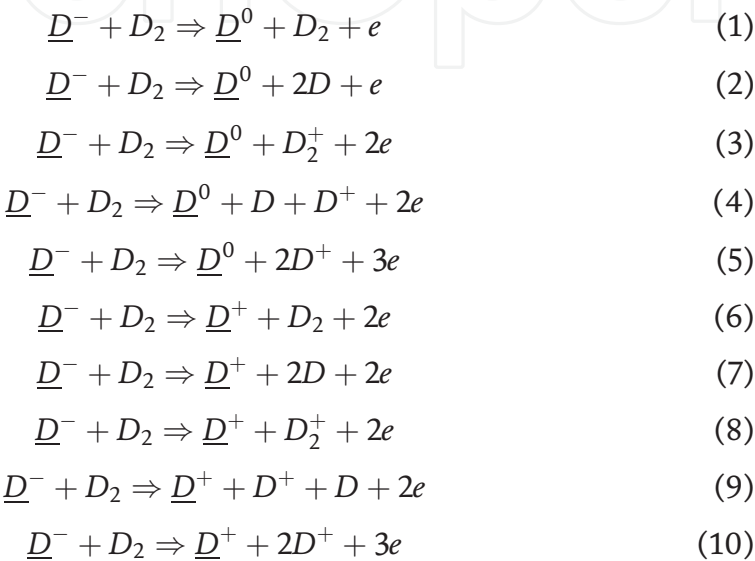 D̲⁻ + D₂ ⇒ D̲⁰ + D₂ + e (1)
D̲⁻ + D₂ ⇒ D̲⁰ + 2D + e (2)
D̲⁻ + D₂ ⇒ D̲⁰ + D₂⁺ + 2e (3)
D̲⁻ + D₂ ⇒ D̲⁰ + D + D⁺ + 2e (4)
D̲⁻ + D₂ ⇒ D̲⁰ + 2D⁺ + 3e (5)
D̲⁻ + D₂ ⇒ D̲⁺ + D₂ + 2e (6)
D̲⁻ + D₂ ⇒ D̲⁺ + 2D + 2e (7)
D̲⁻ + D₂ ⇒ D̲⁺ + D₂⁺ + 2e (8)
D̲⁻ + D₂ ⇒ D̲⁺ + D⁺ + D + 2e (9)
D̲⁻ + D₂ ⇒ D̲⁺ + 2D⁺ + 3e (10)